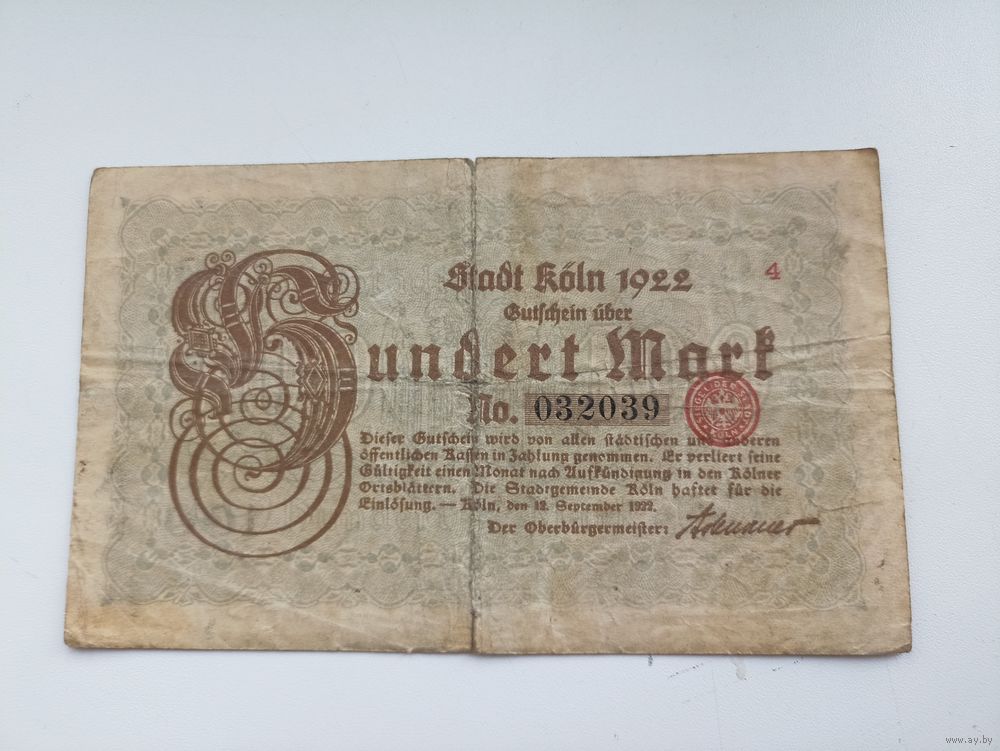 Stadt Köln 1922
4
Gutschein über
Hundert Mark
No. 032039
Dieser Gutschein wird von allen städtischen und anderen
öffentlichen Kassen in Zahlung genommen. Er verliert seine
Gültigkeit einen Monat nach Aufkündigung in den Kölner
Ortsblättern. Die Stadtgemeinde Köln haftet für die
Einlösung. — Köln, den 12. September 1922.
Der Oberbürgermeister: Adenauer
www.ay.by